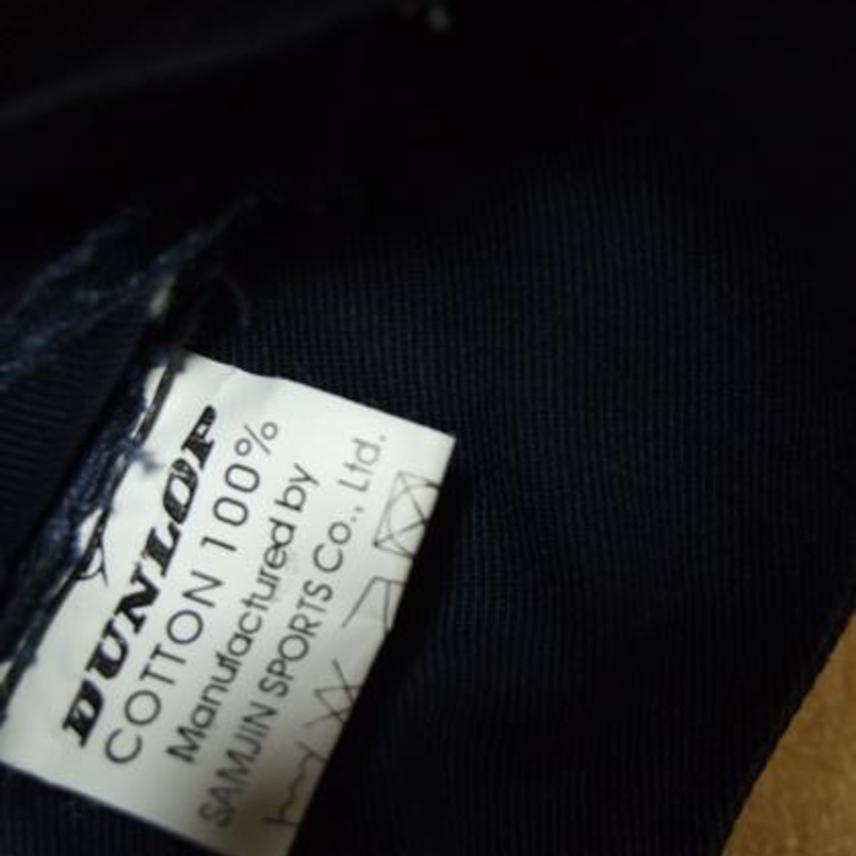 DUNLOP
COTTON 100%
Manufactured by
SAMJIN SPORTS Co., Ltd.